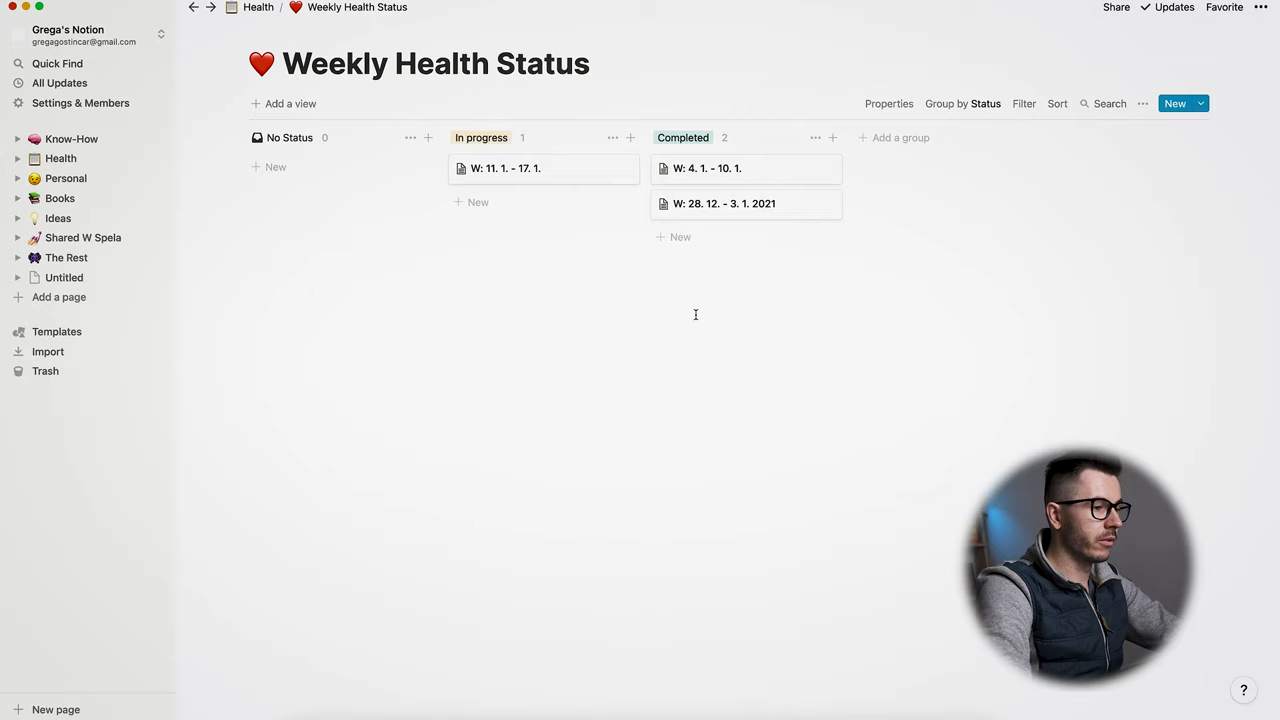 Health / Weekly Health Status
Share Updates Favorite •••
Grega's Notion
gregagostincar@gmail.com
Quick Find
All Updates
Settings & Members
Know-How
Health
Personal
Books
Ideas
Shared W Spela
The Rest
Untitled
Add a page
Templates
Import
Trash
New page
Weekly Health Status
Add a view
Properties Group by Status Filter Sort Search ••• New
No Status 0
New
In progress 1
W: 11. 1. - 17. 1.
New
Completed 2
W: 4. 1. - 10. 1.
W: 28. 12. - 3. 1. 2021
New
Add a group
?